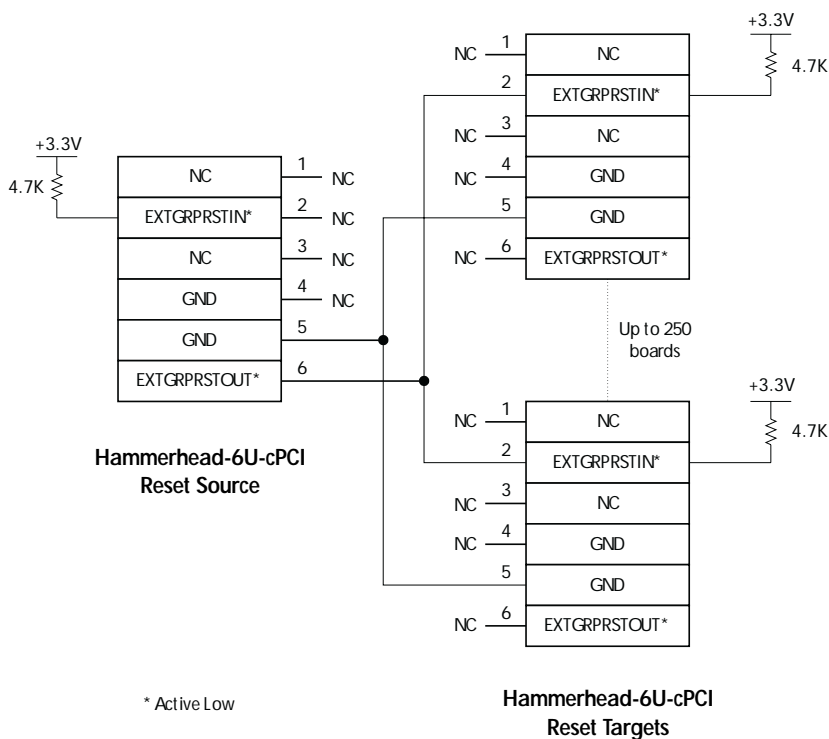 +3.3V
4.7K
NC
EXTGRPRSTIN*
NC
GND
GND
EXTGRPRSTOUT*
1
2
3
4
5
6
NC
NC
NC
NC
Hammerhead-6U-cPCI
Reset Source
NC
NC
NC
NC
1
2
3
4
5
6
NC
EXTGRPRSTIN*
NC
GND
GND
EXTGRPRSTOUT*
+3.3V
4.7K
Up to 250
boards
NC
NC
NC
NC
1
2
3
4
5
6
NC
EXTGRPRSTIN*
NC
GND
GND
EXTGRPRSTOUT*
+3.3V
4.7K
* Active Low
Hammerhead-6U-cPCI
Reset Targets